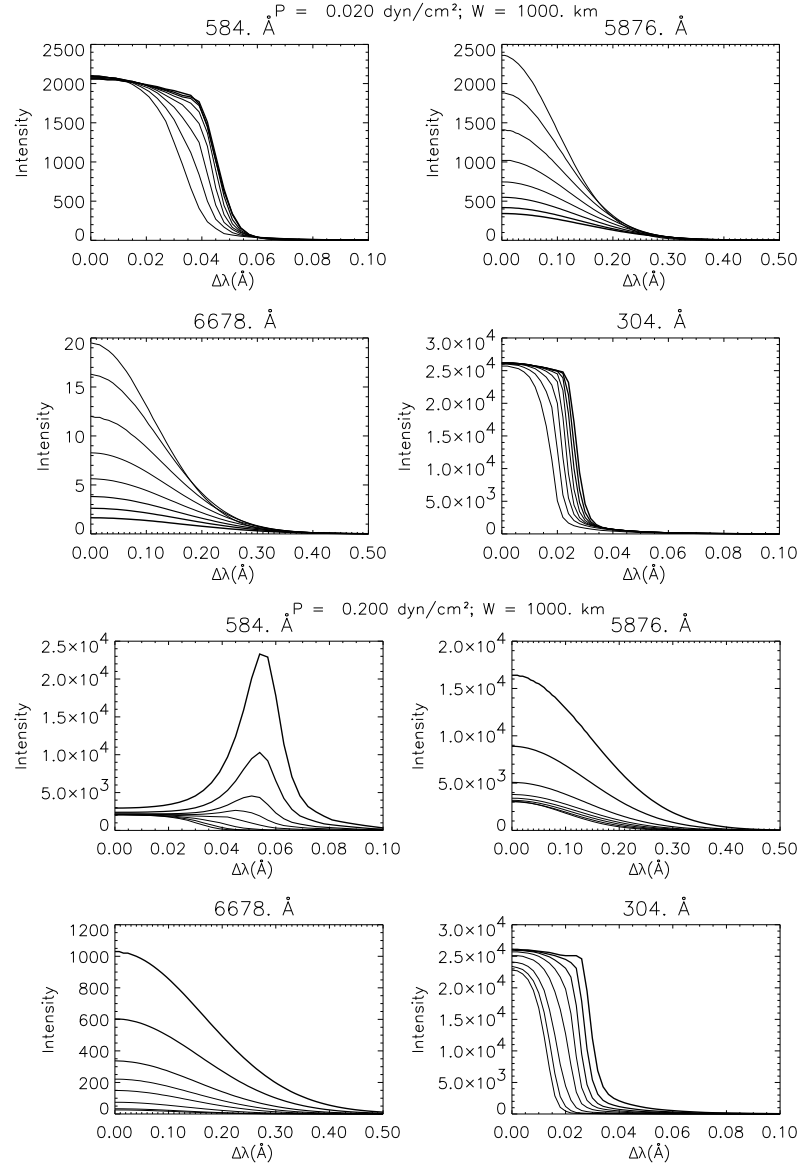 P = 0.020 dyn/cm²; W = 1000. km
584. Å
2500
2000
1500
1000
500
0
Intensity
0.00 0.02 0.04 0.06 0.08 0.10
Δλ(Å)
5876. Å
2500
2000
1500
1000
500
0
Intensity
0.00 0.10 0.20 0.30 0.40 0.50
Δλ(Å)
6678. Å
20
15
10
5
0
Intensity
0.00 0.10 0.20 0.30 0.40 0.50
Δλ(Å)
304. Å
3.0×10⁴
2.5×10⁴
2.0×10⁴
1.5×10⁴
1.0×10⁴
5.0×10³
0
Intensity
0.00 0.02 0.04 0.06 0.08 0.10
Δλ(Å)
P = 0.200 dyn/cm²; W = 1000. km
584. Å
2.5×10⁴
2.0×10⁴
1.5×10⁴
1.0×10⁴
5.0×10³
0
Intensity
0.00 0.02 0.04 0.06 0.08 0.10
Δλ(Å)
5876. Å
2.0×10⁴
1.5×10⁴
1.0×10⁴
5.0×10³
0
Intensity
0.00 0.10 0.20 0.30 0.40 0.50
Δλ(Å)
6678. Å
1200
1000
800
600
400
200
0
Intensity
0.00 0.10 0.20 0.30 0.40 0.50
Δλ(Å)
304. Å
3.0×10⁴
2.5×10⁴
2.0×10⁴
1.5×10⁴
1.0×10⁴
5.0×10³
0
Intensity
0.00 0.02 0.04 0.06 0.08 0.10
Δλ(Å)